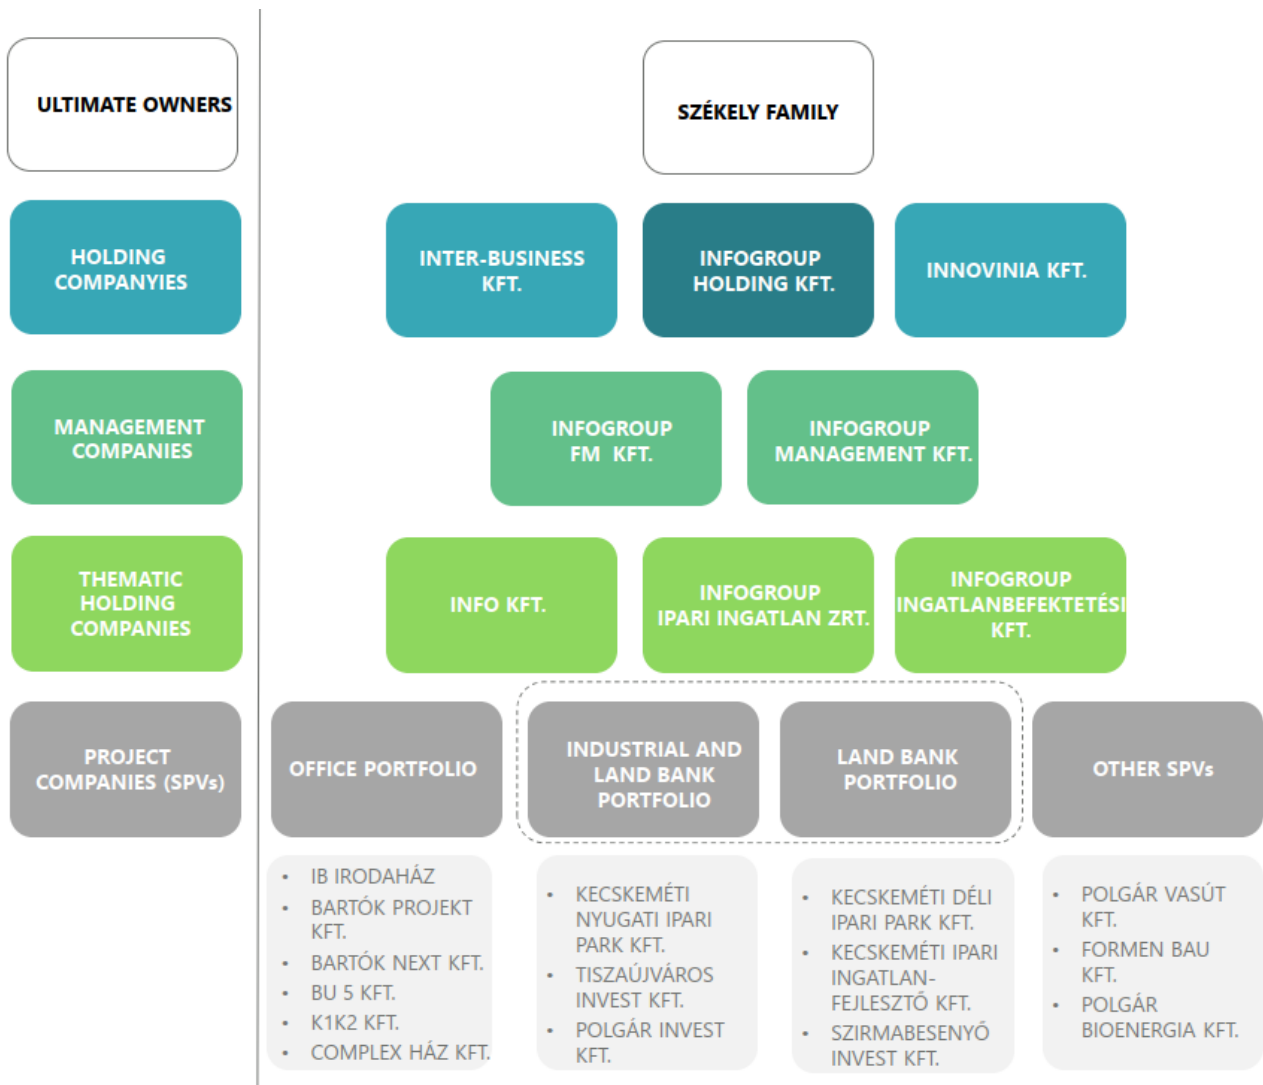 ULTIMATE OWNERS
SZÉKELY FAMILY
HOLDING
COMPANYIES
INTER-BUSINESS
KFT.
INFOGROUP
HOLDING KFT.
INNOVINIA KFT.
MANAGEMENT
COMPANIES
INFOGROUP
FM KFT.
INFOGROUP
MANAGEMENT KFT.
THEMATIC
HOLDING
COMPANIES
INFO KFT.
INFOGROUP
IPARI INGATLAN ZRT.
INFOGROUP
INGATLANBEFEKTETÉSI
KFT.
PROJECT
COMPANIES (SPVs)
OFFICE PORTFOLIO
INDUSTRIAL AND
LAND BANK
PORTFOLIO
LAND BANK
PORTFOLIO
OTHER SPVs
• IB IRODAHÁZ
• BARTÓK PROJEKT
KFT.
• BARTÓK NEXT KFT.
• BU 5 KFT.
• K1K2 KFT.
• COMPLEX HÁZ KFT.
• KECSKEMÉTI
NYUGATI IPARI
PARK KFT.
• TISZAÚJVÁROS
INVEST KFT.
• POLGÁR INVEST
KFT.
• KECSKEMÉTI DÉLI
IPARI PARK KFT.
• KECSKEMÉTI IPARI
INGATLAN-
FEJLESZTŐ KFT.
• SZIRMABESENYŐ
INVEST KFT.
• POLGÁR VASÚT
KFT.
• FORMEN BAU
KFT.
• POLGÁR
BIOENERGIA KFT.